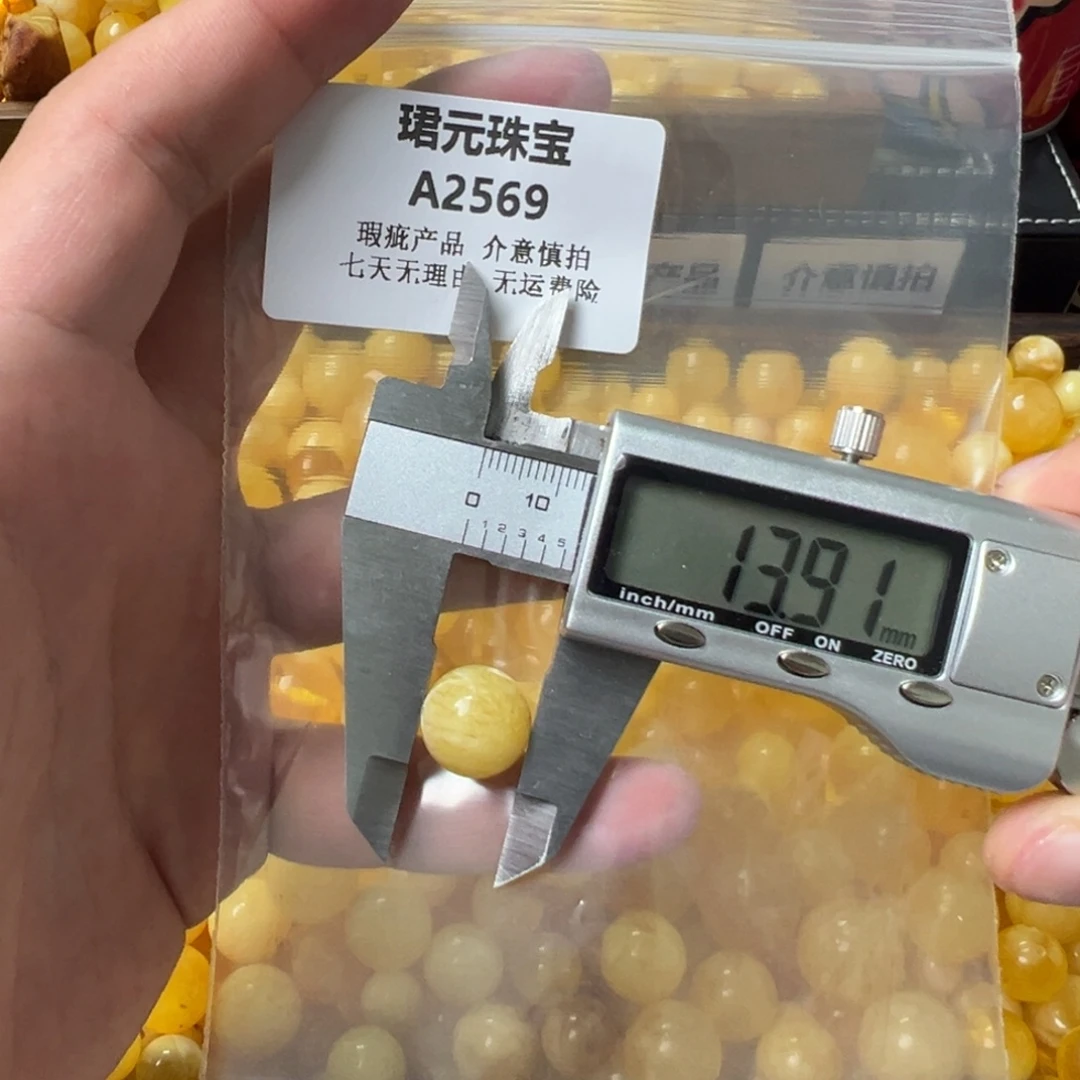 珺元珠宝
A2569
瑕疵产品 介意慎拍
七天无理由 无运费险
产品 介意慎拍
0 10
1 2 3 4 5
13.91 mm
inch/mm OFF ON ZERO